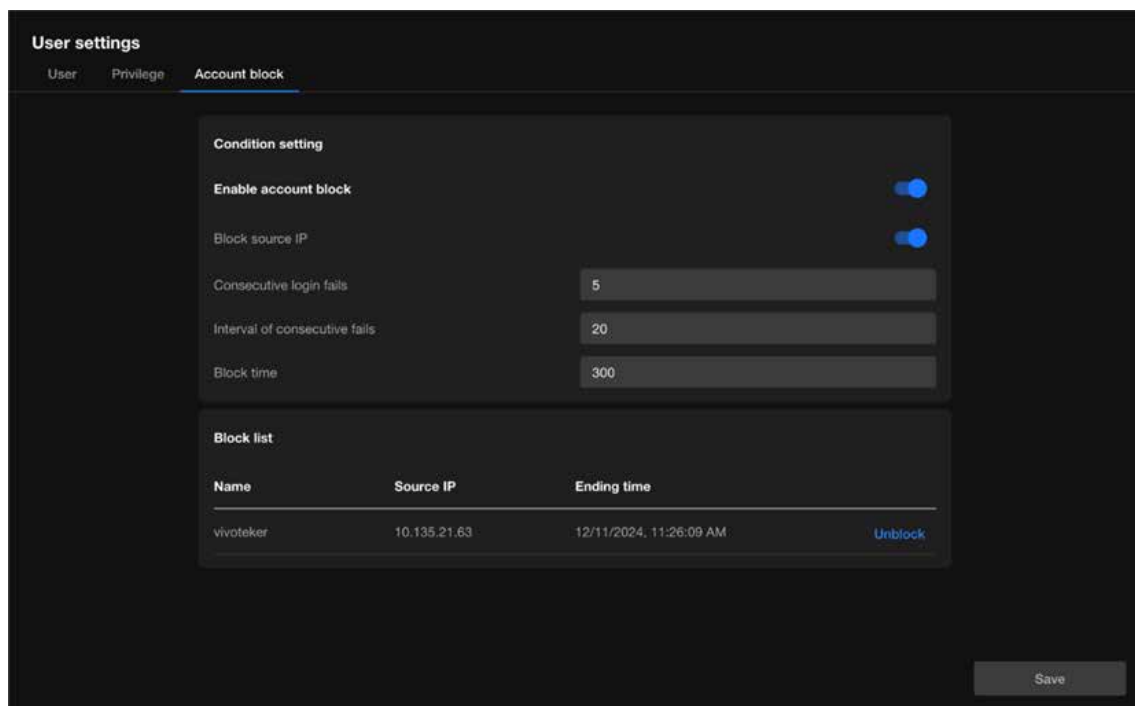 User settings
User Privilege Account block
Condition setting
Enable account block
Block source IP
Consecutive login fails 5
Interval of consecutive fails 20
Block time 300
Block list
Name Source IP Ending time
vivoteker 10.135.21.63 12/11/2024, 11:26:09 AM Unblock
Save